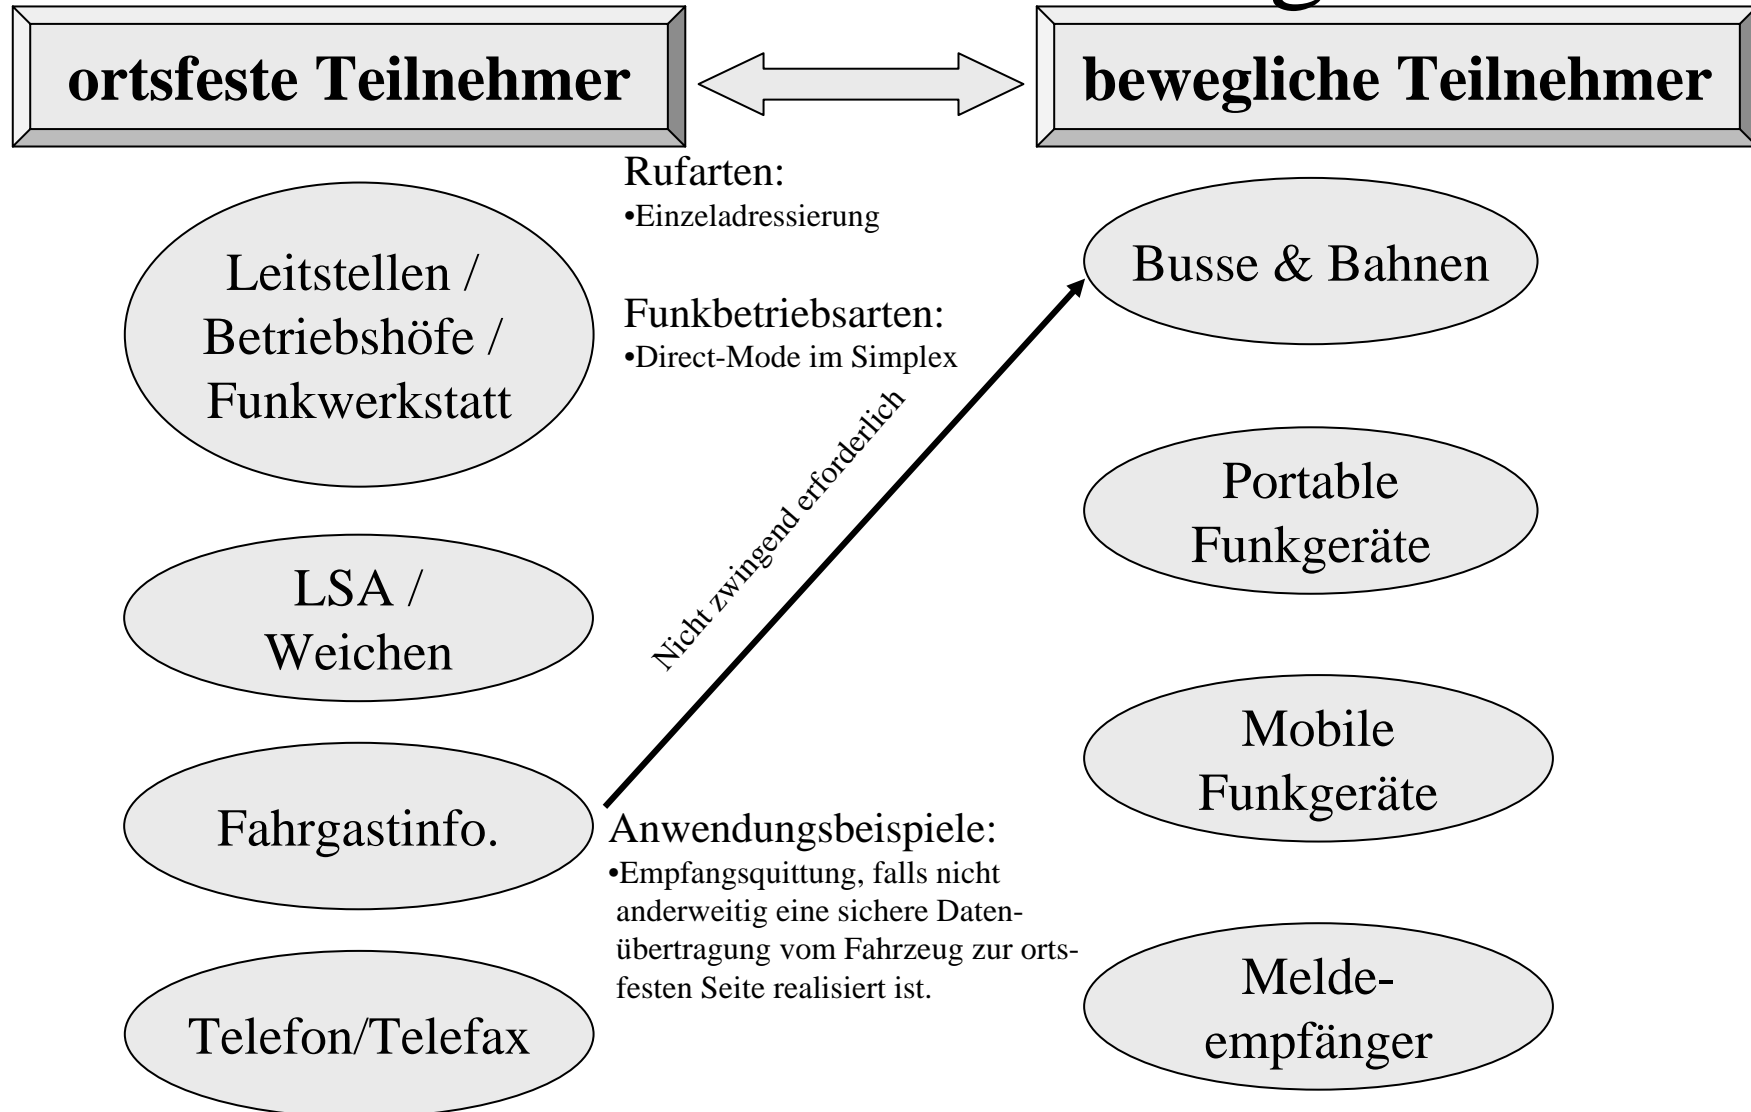 ortsfeste Teilnehmer
bewegliche Teilnehmer
Rufarten:
•Einzeladressierung
Funkbetriebsarten:
•Direct-Mode im Simplex
Nicht zwingend erforderlich
Anwendungsbeispiele:
•Empfangsquittung, falls nicht
anderweitig eine sichere Daten-
übertragung vom Fahrzeug zur orts-
festen Seite realisiert ist.
Leitstellen /
Betriebshöfe /
Funkwerkstatt
LSA /
Weichen
Fahrgastinfo.
Telefon/Telefax
Busse & Bahnen
Portable
Funkgeräte
Mobile
Funkgeräte
Melde-
empfänger